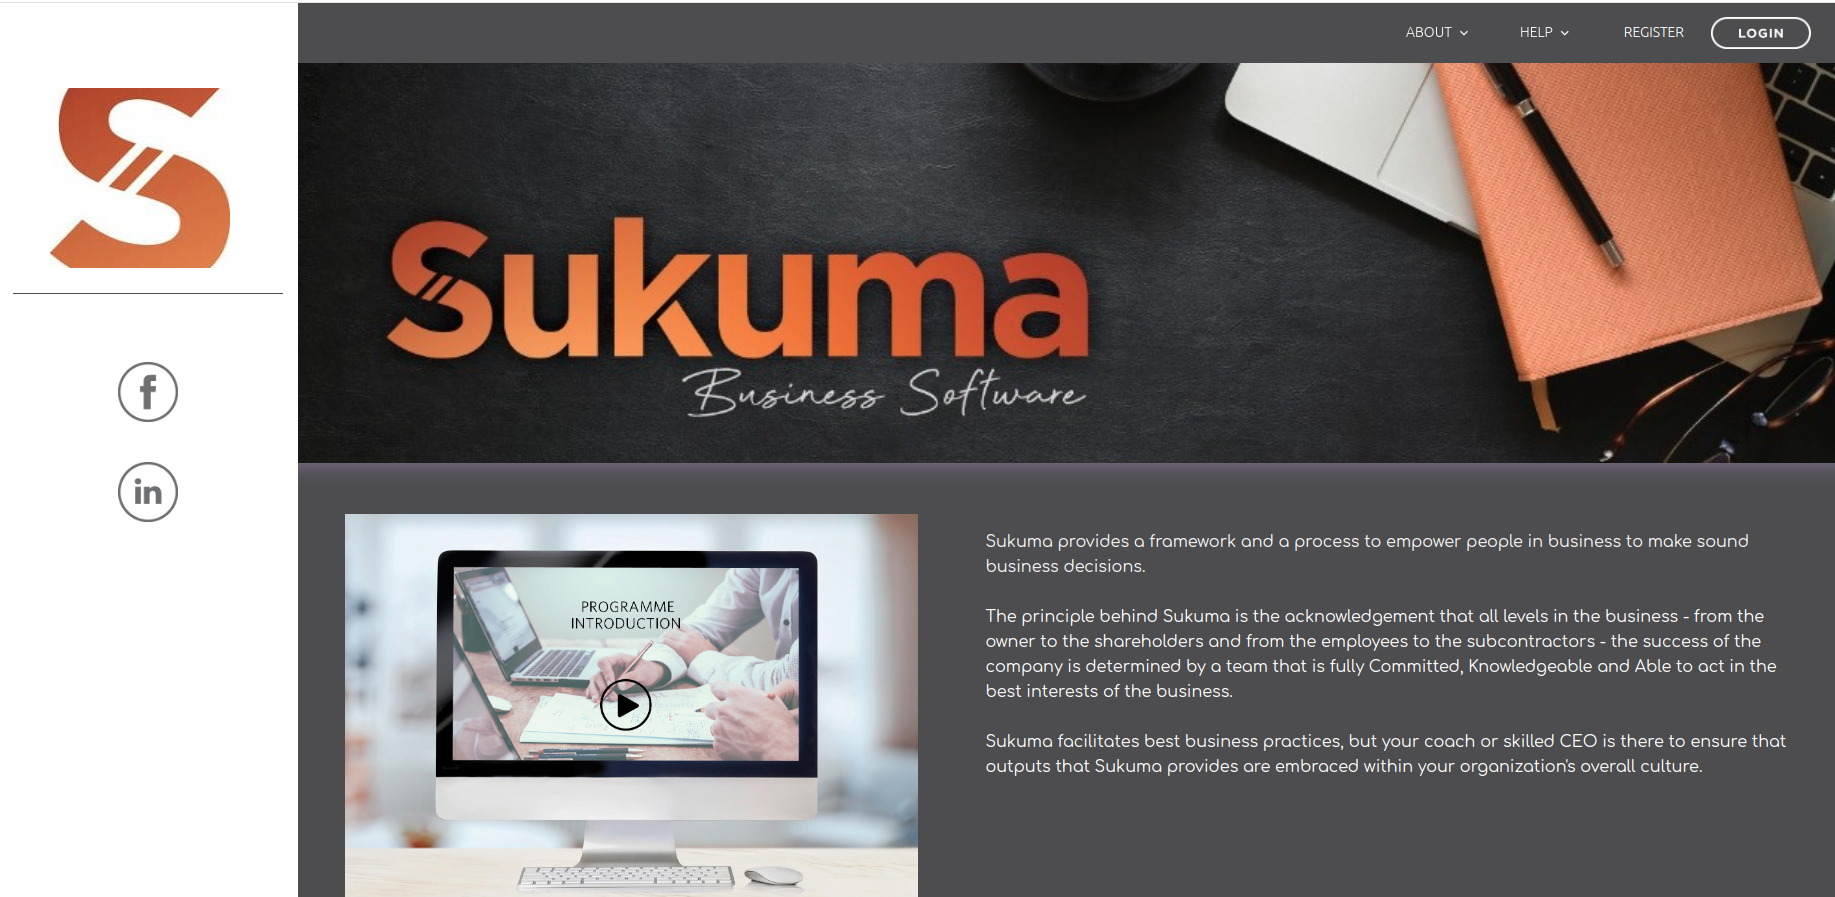 ABOUT
HELP
REGISTER
LOGIN
Sukuma
Business Software
PROGRAMME
INTRODUCTION
Sukuma provides a framework and a process to empower people in business to make sound
business decisions.
The principle behind Sukuma is the acknowledgement that all levels in the business - from the
owner to the shareholders and from the employees to the subcontractors - the success of the
company is determined by a team that is fully Committed, Knowledgeable and Able to act in the
best interests of the business.
Sukuma facilitates best business practices, but your coach or skilled CEO is there to ensure that
outputs that Sukuma provides are embraced within your organization's overall culture.
S
f
in